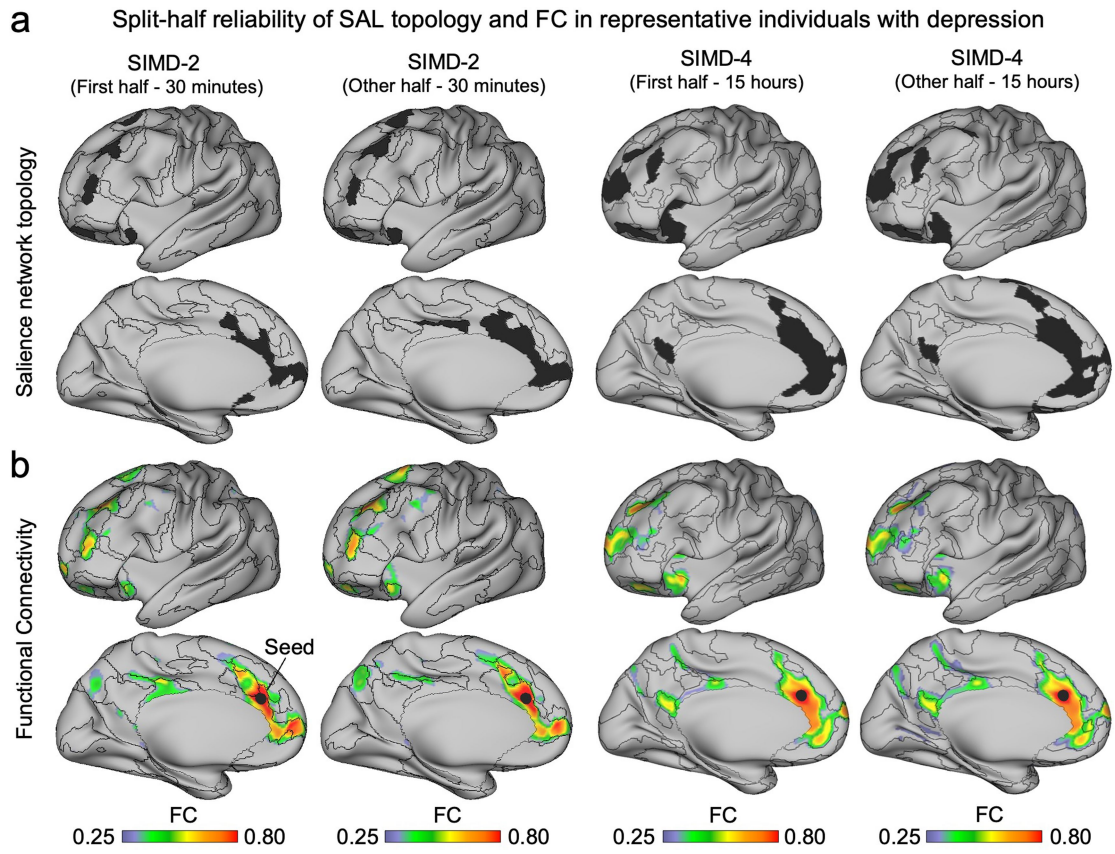 a
Split-half reliability of SAL topology and FC in representative individuals with depression
SIMD-2
(First half - 30 minutes)
SIMD-2
(Other half - 30 minutes)
SIMD-4
(First half - 15 hours)
SIMD-4
(Other half - 15 hours)
Salience network topology
b
Functional Connectivity
Seed
FC
0.25 0.80
FC
0.25 0.80
FC
0.25 0.80
FC
0.25 0.80